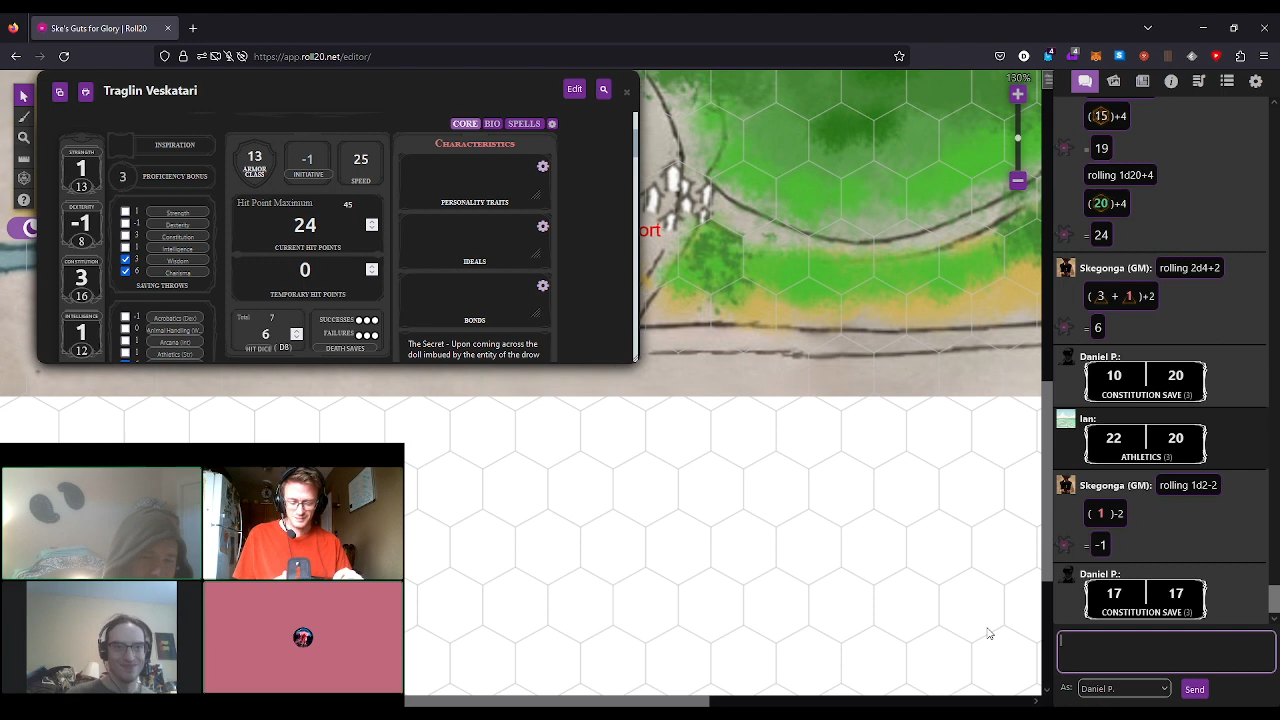 Ske's Guts for Glory | Roll20
https://app.roll20.net/editor/
Traglin Veskatari
Edit
CORE
BIO
SPELLS
STRENGTH
1
13
DEXTERITY
-1
8
CONSTITUTION
3
16
INTELLIGENCE
1
12
INSPIRATION
3 PROFICIENCY BONUS
1 Strength
-1 Dexterity
3 Constitution
1 Intelligence
3 Wisdom
6 Charisma
SAVING THROWS
-1 Acrobatics (Dex)
0 Animal Handling (W..
1 Arcana (Int)
1 Athletics (Str)
13
ARMOR
CLASS
-1
INITIATIVE
25
SPEED
Hit Point Maximum 45
24
CURRENT HIT POINTS
0
TEMPORARY HIT POINTS
Total 7
6
HIT DICE ( D8)
SUCCESSES
FAILURES
DEATH SAVES
CHARACTERISTICS
PERSONALITY TRAITS
IDEALS
BONDS
The Secret - Upon coming across the
doll imbued by the entity of the drow
ort
130%
(15)+4
= 19
rolling 1d20+4
(20)+4
= 24
Skegonga (GM): rolling 2d4+2
( 3 + 1 )+2
= 6
Daniel P.:
10 | 20
CONSTITUTION SAVE (3)
Ian:
22 | 20
ATHLETICS (3)
Skegonga (GM): rolling 1d2-2
( 1 )-2
= -1
Daniel P.:
17 | 17
CONSTITUTION SAVE (3)
As: Daniel P.
Send